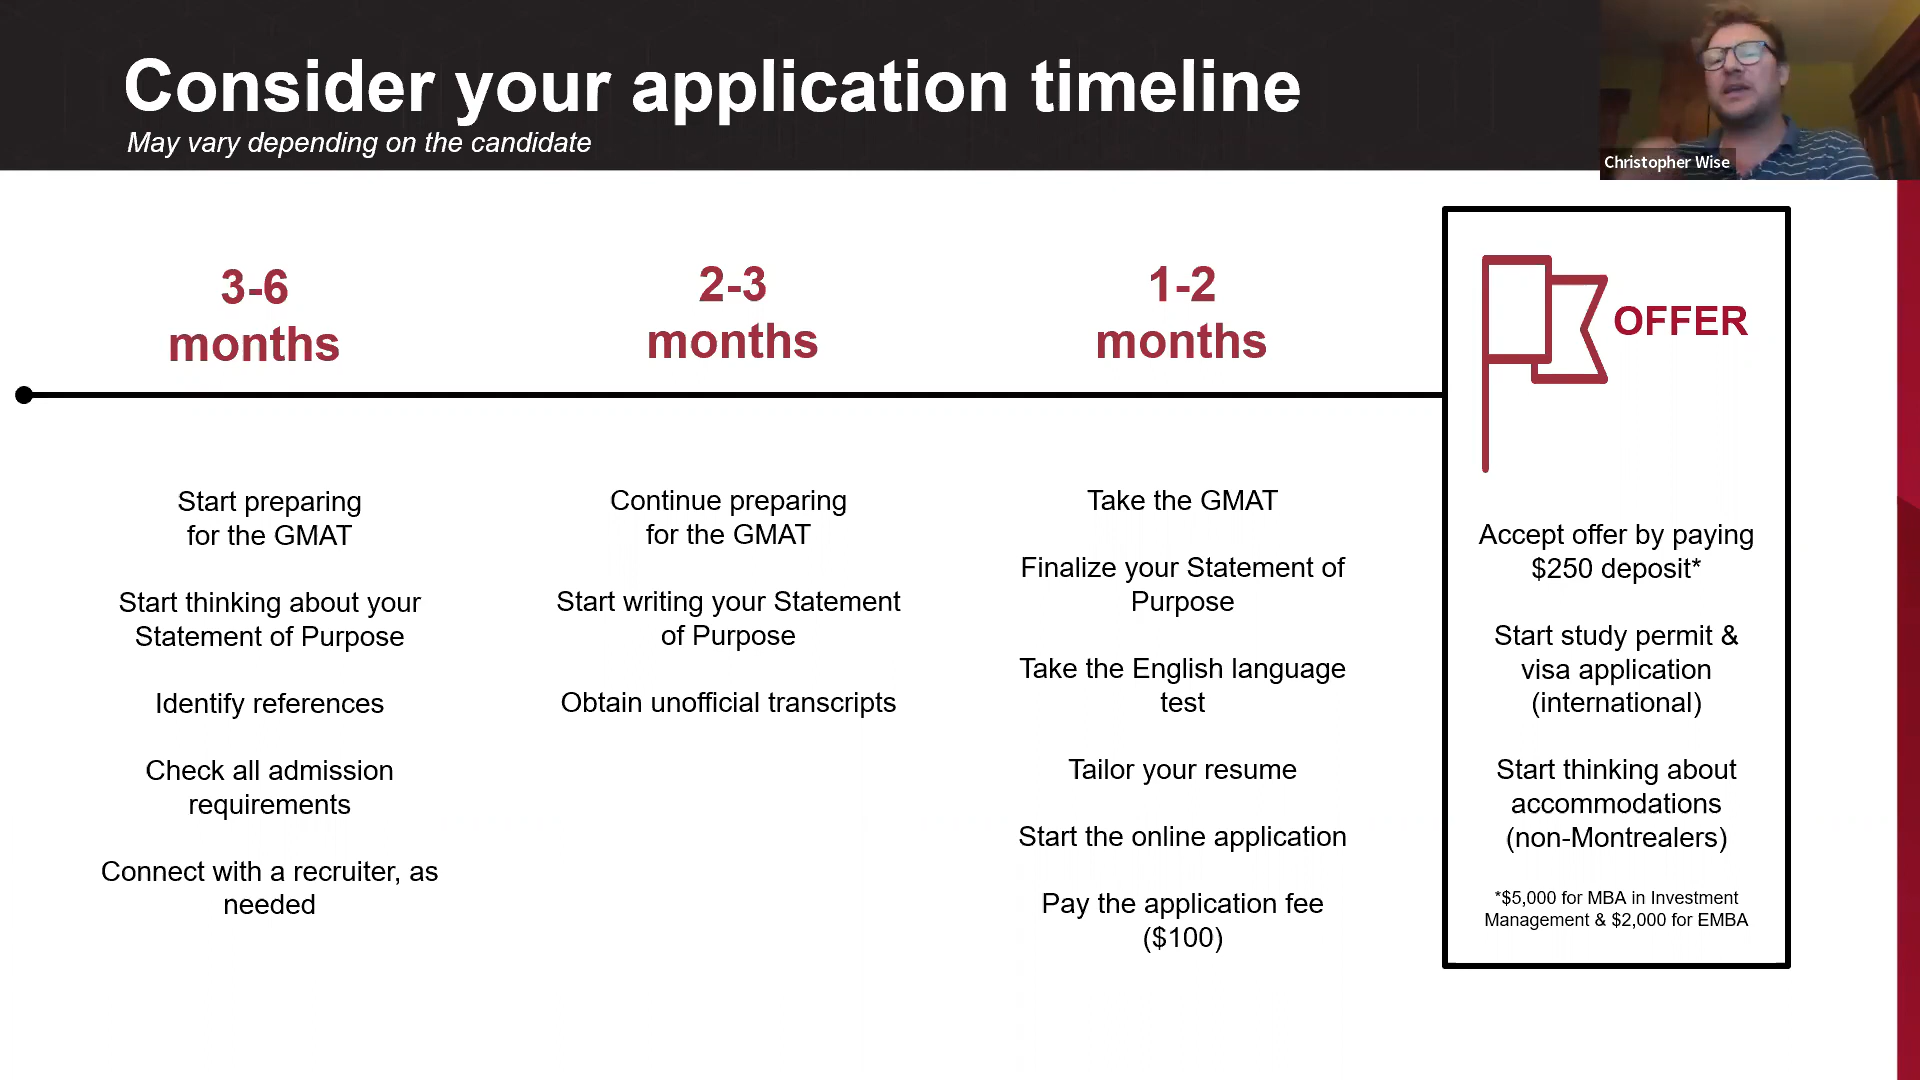 Consider your application timeline
May vary depending on the candidate
Christopher Wise
3-6
months
2-3
months
1-2
months
OFFER
Start preparing
for the GMAT
Start thinking about your
Statement of Purpose
Identify references
Check all admission
requirements
Connect with a recruiter, as
needed
Continue preparing
for the GMAT
Start writing your Statement
of Purpose
Obtain unofficial transcripts
Take the GMAT
Finalize your Statement of
Purpose
Take the English language
test
Tailor your resume
Start the online application
Pay the application fee
($100)
Accept offer by paying
$250 deposit*
Start study permit &
visa application
(international)
Start thinking about
accommodations
(non-Montrealers)
*$5,000 for MBA in Investment
Management & $2,000 for EMBA